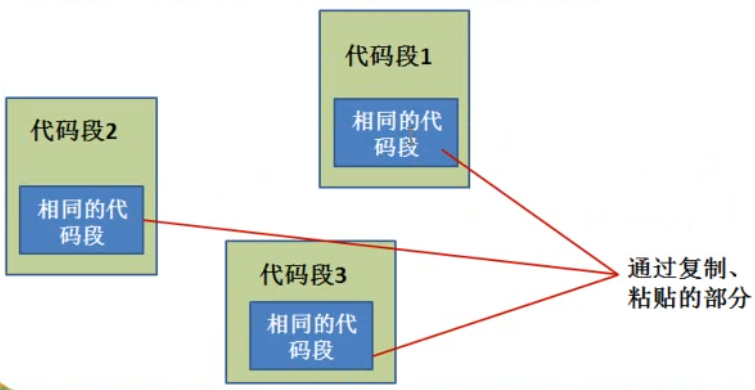 代码段1
相同的代
码段
代码段2
相同的代
码段
代码段3
相同的代
码段
通过复制、
粘贴的部分